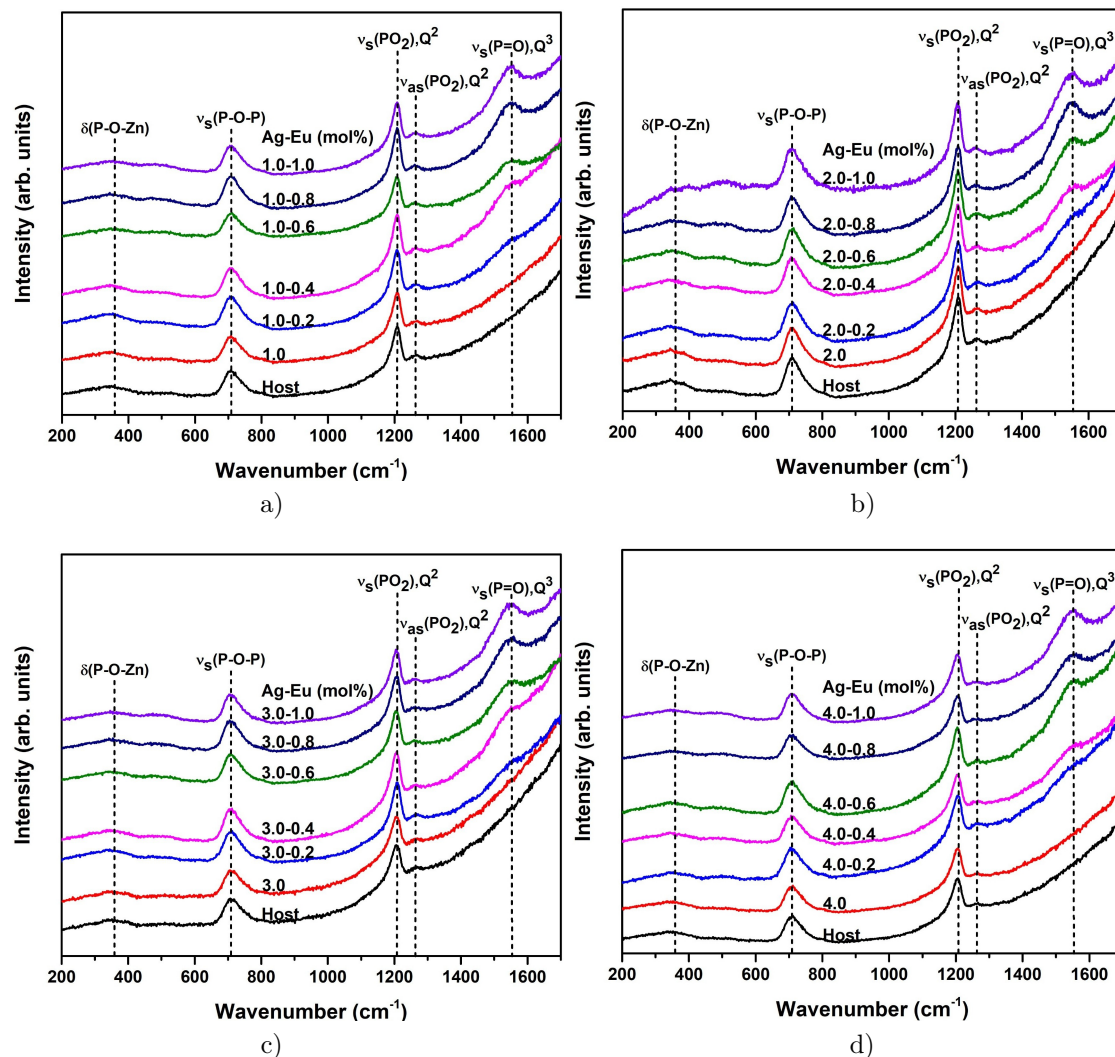 νs(PO2),Q2
νs(P=O),Q3
νas(PO2),Q2
δ(P-O-Zn)
νs(P-O-P)
Ag-Eu (mol%)
1.0-1.0
1.0-0.8
1.0-0.6
1.0-0.4
1.0-0.2
1.0
Host
Intensity (arb. units)
200 400 600 800 1000 1200 1400 1600
Wavenumber (cm-1)
a)
νs(PO2),Q2
νs(P=O),Q3
νas(PO2),Q2
δ(P-O-Zn)
νs(P-O-P)
Ag-Eu (mol%)
2.0-1.0
2.0-0.8
2.0-0.6
2.0-0.4
2.0-0.2
2.0
Host
Intensity (arb. units)
200 400 600 800 1000 1200 1400 1600
Wavenumber (cm-1)
b)
νs(PO2),Q2
νs(P=O),Q3
νas(PO2),Q2
δ(P-O-Zn)
νs(P-O-P)
Ag-Eu (mol%)
3.0-1.0
3.0-0.8
3.0-0.6
3.0-0.4
3.0-0.2
3.0
Host
Intensity (arb. units)
200 400 600 800 1000 1200 1400 1600
Wavenumber (cm-1)
c)
νs(PO2),Q2
νs(P=O),Q3
νas(PO2),Q2
δ(P-O-Zn)
νs(P-O-P)
Ag-Eu (mol%)
4.0-1.0
4.0-0.8
4.0-0.6
4.0-0.4
4.0-0.2
4.0
Host
Intensity (arb. units)
200 400 600 800 1000 1200 1400 1600
Wavenumber (cm-1)
d)